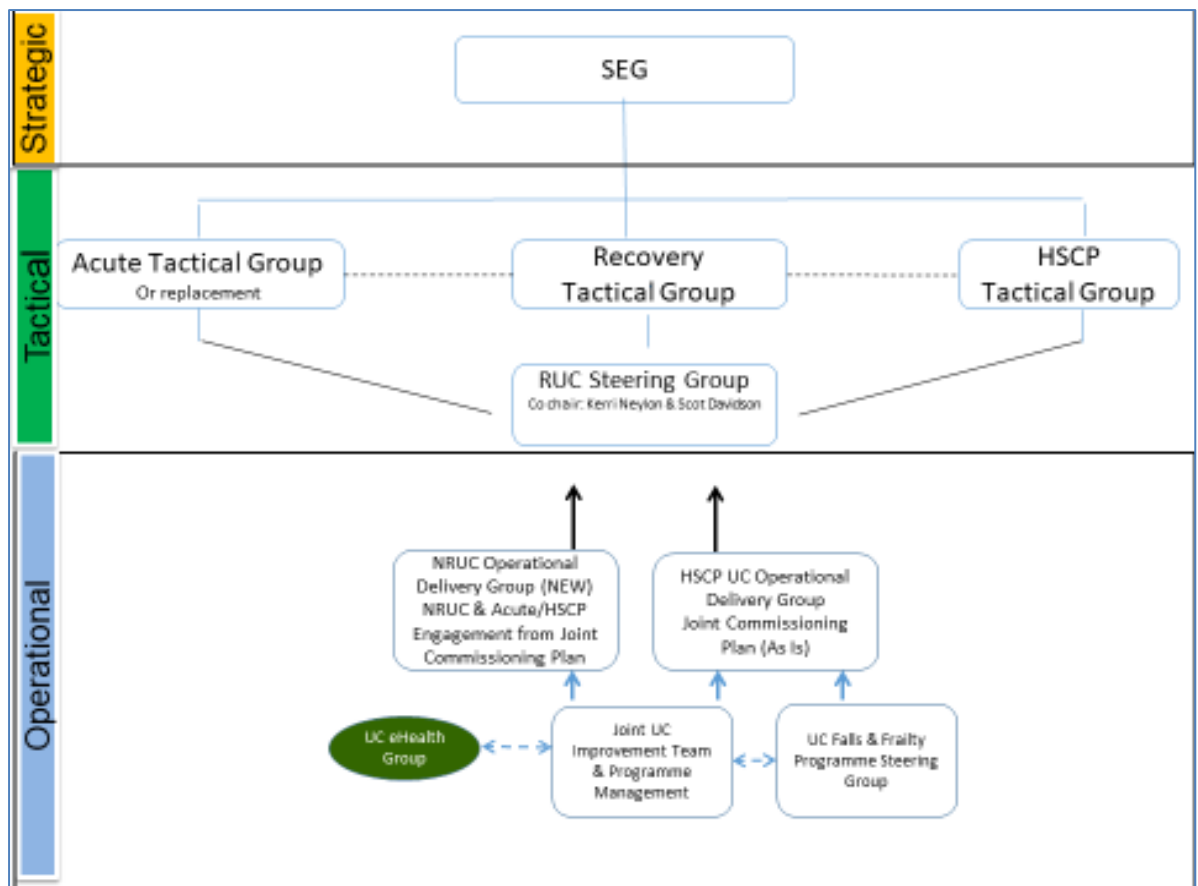 Strategic
SEG
Tactical
Acute Tactical Group
Or replacement
Recovery
Tactical Group
HSCP
Tactical Group
RUC Steering Group
Co chair: Kerri Neylon & Scot Davidson
Operational
NRUC Operational
Delivery Group (NEW)
NRUC & Acute/HSCP
Engagement from Joint
Commissioning Plan
HSCP UC Operational
Delivery Group
Joint Commissioning
Plan (As Is)
UC eHealth
Group
Joint UC
Improvement Team
& Programme
Management
UC Falls & Frailty
Programme Steering
Group